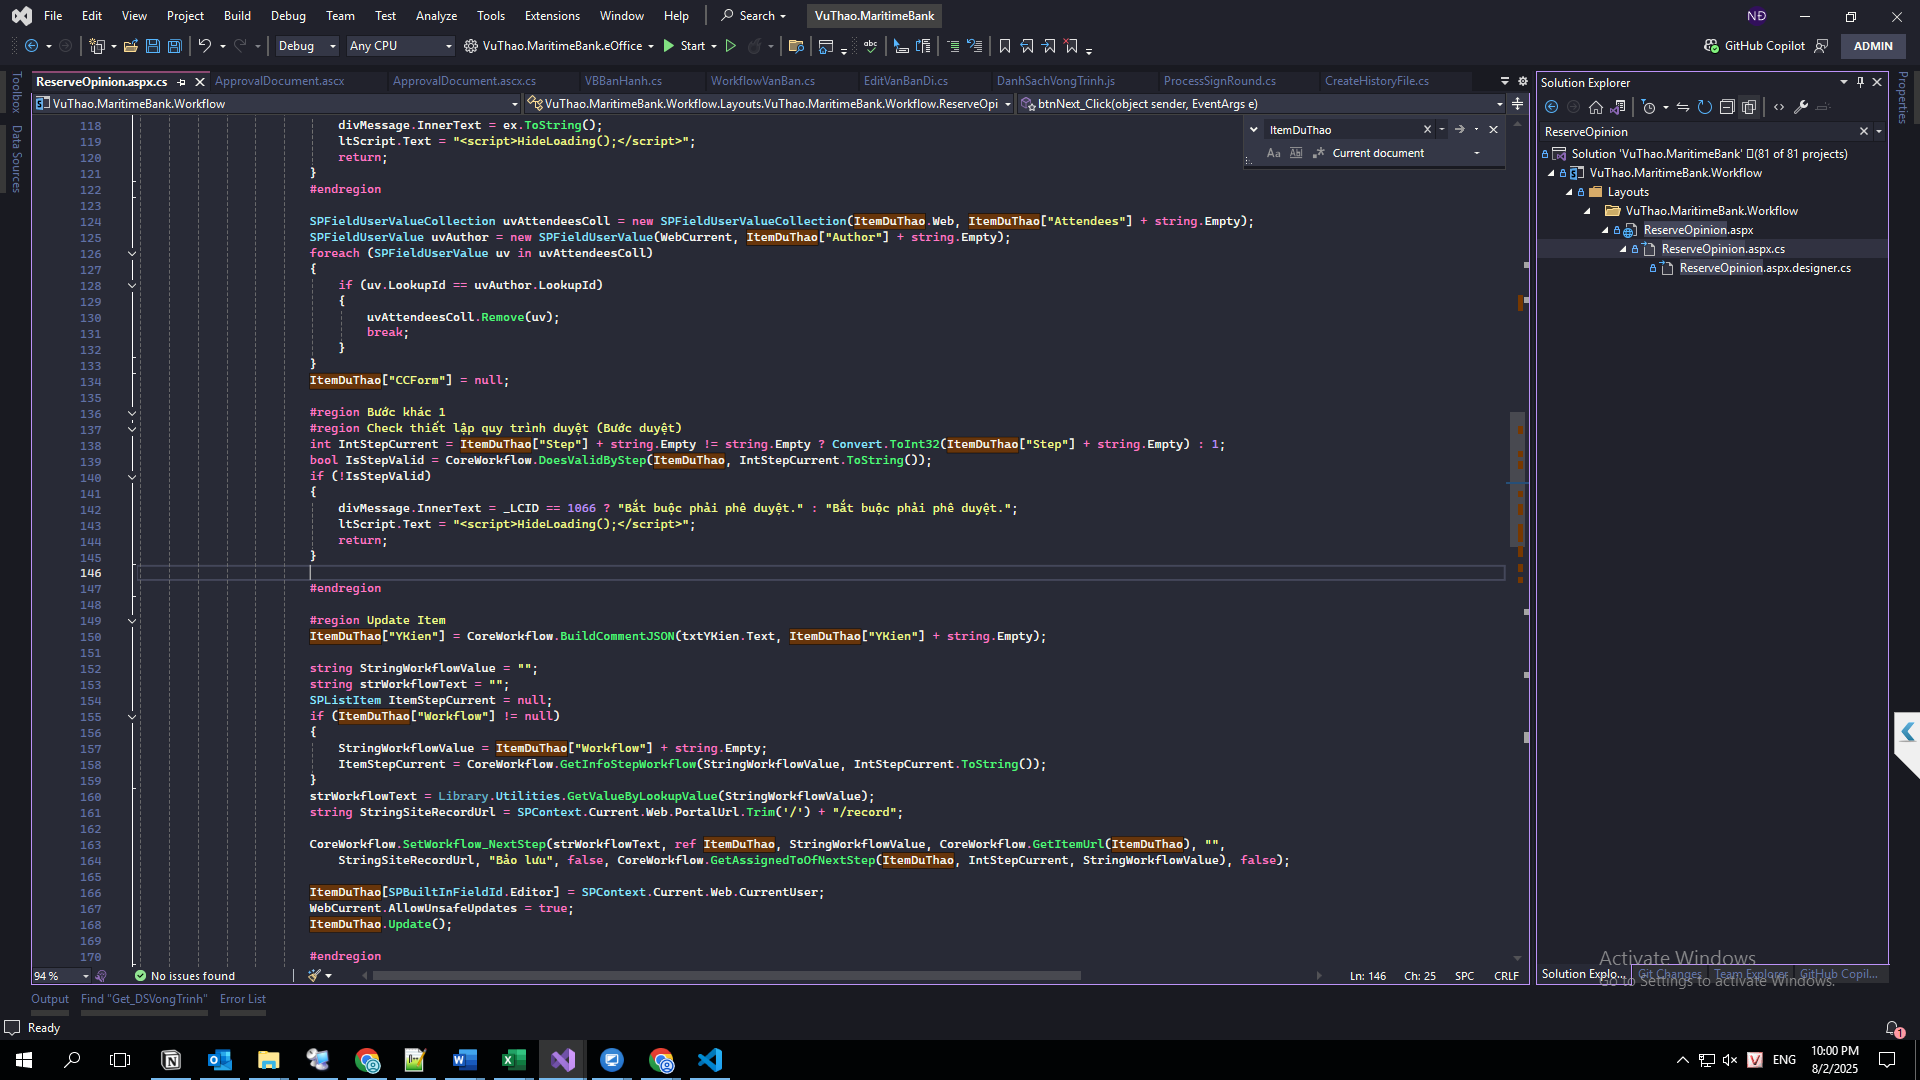 File Edit View Project Build Debug Team Test Analyze Tools Extensions Window Help Search VuThao.MaritimeBank NĐ
Debug Any CPU VuThao.MaritimeBank.eOffice Start GitHub Copilot ADMIN
Toolbox
Data Sources
ReserveOpinion.aspx.cs ApprovalDocument.ascx ApprovalDocument.ascx.cs VBBanHanh.cs WorkflowVanBan.cs EditVanBanDi.cs DanhSachVongTrinh.js ProcessSignRound.cs CreateHistoryFile.cs
VuThao.MaritimeBank.Workflow VuThao.MaritimeBank.Workflow.Layouts.VuThao.MaritimeBank.Workflow.ReserveOpi btnNext_Click(object sender, EventArgs e)
ItemDuThao
Aa Ab .* Current document
118 divMessage.InnerText = ex.ToString();
119 ltScript.Text = "<script>HideLoading();</script>";
120 return;
121 }
122 #endregion
123
124 SPFieldUserValueCollection uvAttendeesColl = new SPFieldUserValueCollection(ItemDuThao.Web, ItemDuThao["Attendees"] + string.Empty);
125 SPFieldUserValue uvAuthor = new SPFieldUserValue(WebCurrent, ItemDuThao["Author"] + string.Empty);
126 foreach (SPFieldUserValue uv in uvAttendeesColl)
127 {
128 if (uv.LookupId == uvAuthor.LookupId)
129 {
130 uvAttendeesColl.Remove(uv);
131 break;
132 }
133 }
134 ItemDuThao["CCForm"] = null;
135
136 #region Bước khác 1
137 #region Check thiết lập quy trình duyệt (Bước duyệt)
138 int IntStepCurrent = ItemDuThao["Step"] + string.Empty != string.Empty ? Convert.ToInt32(ItemDuThao["Step"] + string.Empty) : 1;
139 bool IsStepValid = CoreWorkflow.DoesValidByStep(ItemDuThao, IntStepCurrent.ToString());
140 if (!IsStepValid)
141 {
142 divMessage.InnerText = _LCID == 1066 ? "Bắt buộc phải phê duyệt." : "Bắt buộc phải phê duyệt.";
143 ltScript.Text = "<script>HideLoading();</script>";
144 return;
145 }
146
147 #endregion
148
149 #region Update Item
150 ItemDuThao["YKien"] = CoreWorkflow.BuildCommentJSON(txtYKien.Text, ItemDuThao["YKien"] + string.Empty);
151
152 string StringWorkflowValue = "";
153 string strWorkflowText = "";
154 SPListItem ItemStepCurrent = null;
155 if (ItemDuThao["Workflow"] != null)
156 {
157 StringWorkflowValue = ItemDuThao["Workflow"] + string.Empty;
158 ItemStepCurrent = CoreWorkflow.GetInfoStepWorkflow(StringWorkflowValue, IntStepCurrent.ToString());
159 }
160 strWorkflowText = Library.Utilities.GetValueByLookupValue(StringWorkflowValue);
161 string StringSiteRecordUrl = SPContext.Current.Web.PortalUrl.Trim('/') + "/record";
162
163 CoreWorkflow.SetWorkflow_NextStep(strWorkflowText, ref ItemDuThao, StringWorkflowValue, CoreWorkflow.GetItemUrl(ItemDuThao), "",
164 StringSiteRecordUrl, "Bảo lưu", false, CoreWorkflow.GetAssignedToOfNextStep(ItemDuThao, IntStepCurrent, StringWorkflowValue), false);
165
166 ItemDuThao[SPBuiltInFieldId.Editor] = SPContext.Current.Web.CurrentUser;
167 WebCurrent.AllowUnsafeUpdates = true;
168 ItemDuThao.Update();
169
170 #endregion
94 % No issues found Ln: 146 Ch: 25 SPC CRLF
Solution Explorer
ReserveOpinion
Solution 'VuThao.MaritimeBank' (81 of 81 projects)
VuThao.MaritimeBank.Workflow
Layouts
VuThao.MaritimeBank.Workflow
ReserveOpinion.aspx
ReserveOpinion.aspx.cs
ReserveOpinion.aspx.designer.cs
Properties
Activate Windows
Go to Settings to activate Windows.
Solution Explo... Git Changes Team Explorer GitHub Copil...
Output Find "Get_DSVongTrinh" Error List
Ready 1
V ENG 10:00 PM
8/2/2025